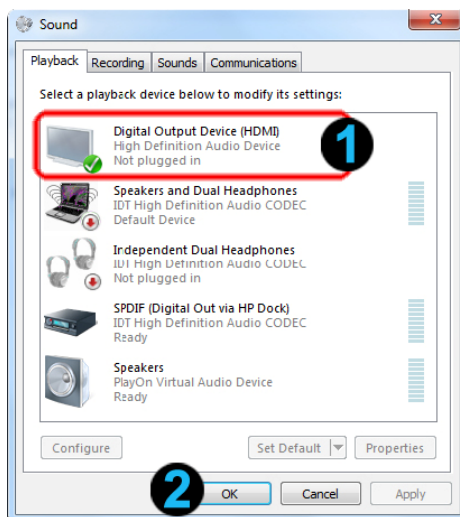 Sound
Playback Recording Sounds Communications
Select a playback device below to modify its settings:
Digital Output Device (HDMI)
High Definition Audio Device
Not plugged in
1
Speakers and Dual Headphones
IDT High Definition Audio CODEC
Default Device
Independent Dual Headphones
IDT High Definition Audio CODEC
Not plugged in
SPDIF (Digital Out via HP Dock)
IDT High Definition Audio CODEC
Ready
Speakers
PlayOn Virtual Audio Device
Ready
Configure Set Default Properties
2 OK Cancel Apply